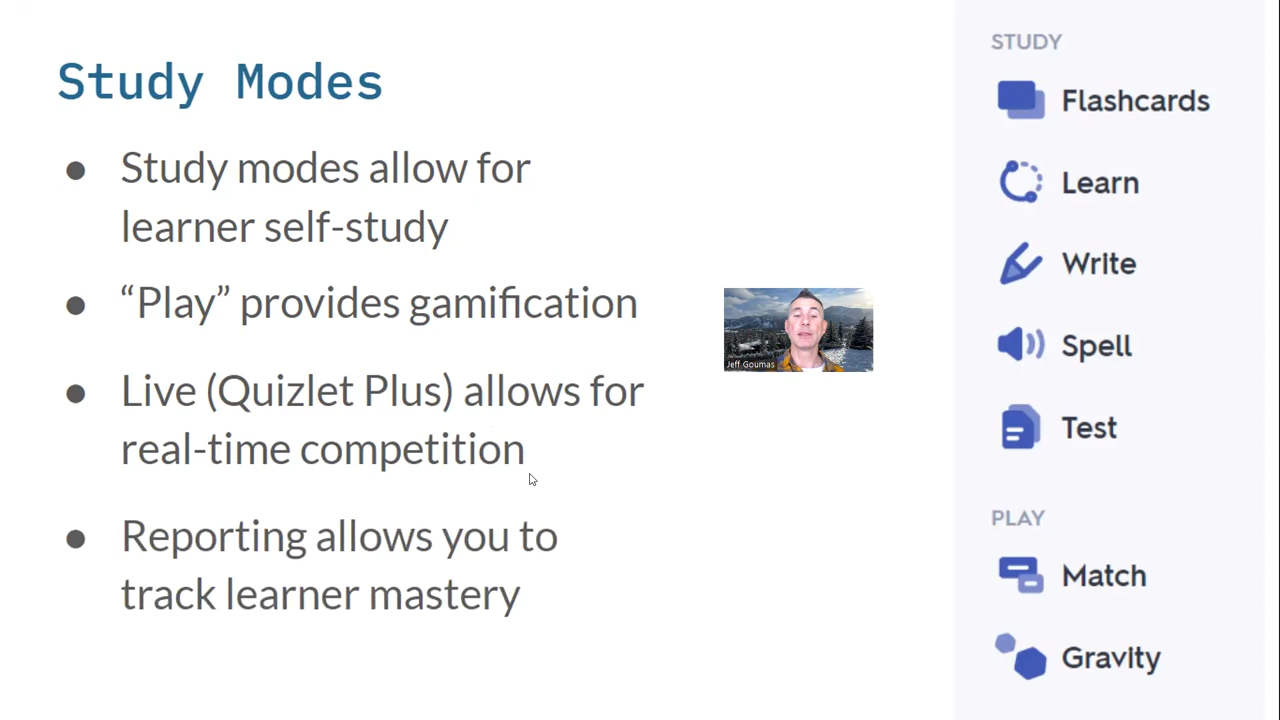 Study Modes
● Study modes allow for
learner self-study
● “Play” provides gamification
● Live (Quizlet Plus) allows for
real-time competition
● Reporting allows you to
track learner mastery
Jeff Goumas
STUDY
Flashcards
Learn
Write
Spell
Test
PLAY
Match
Gravity